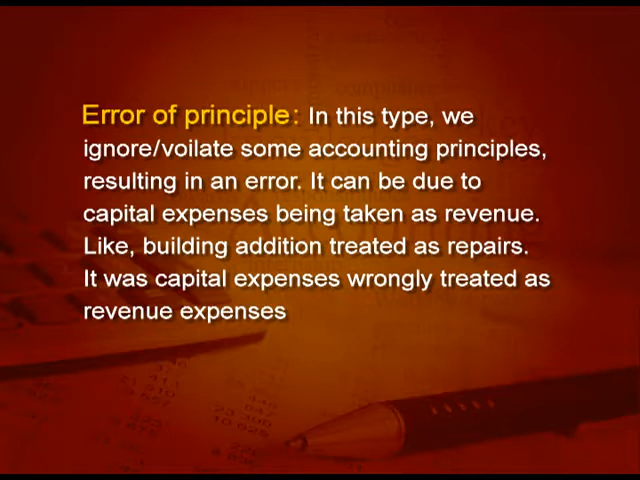 Error of principle: In this type, we
ignore/voilate some accounting principles,
resulting in an error. It can be due to
capital expenses being taken as revenue.
Like, building addition treated as repairs.
It was capital expenses wrongly treated as
revenue expenses